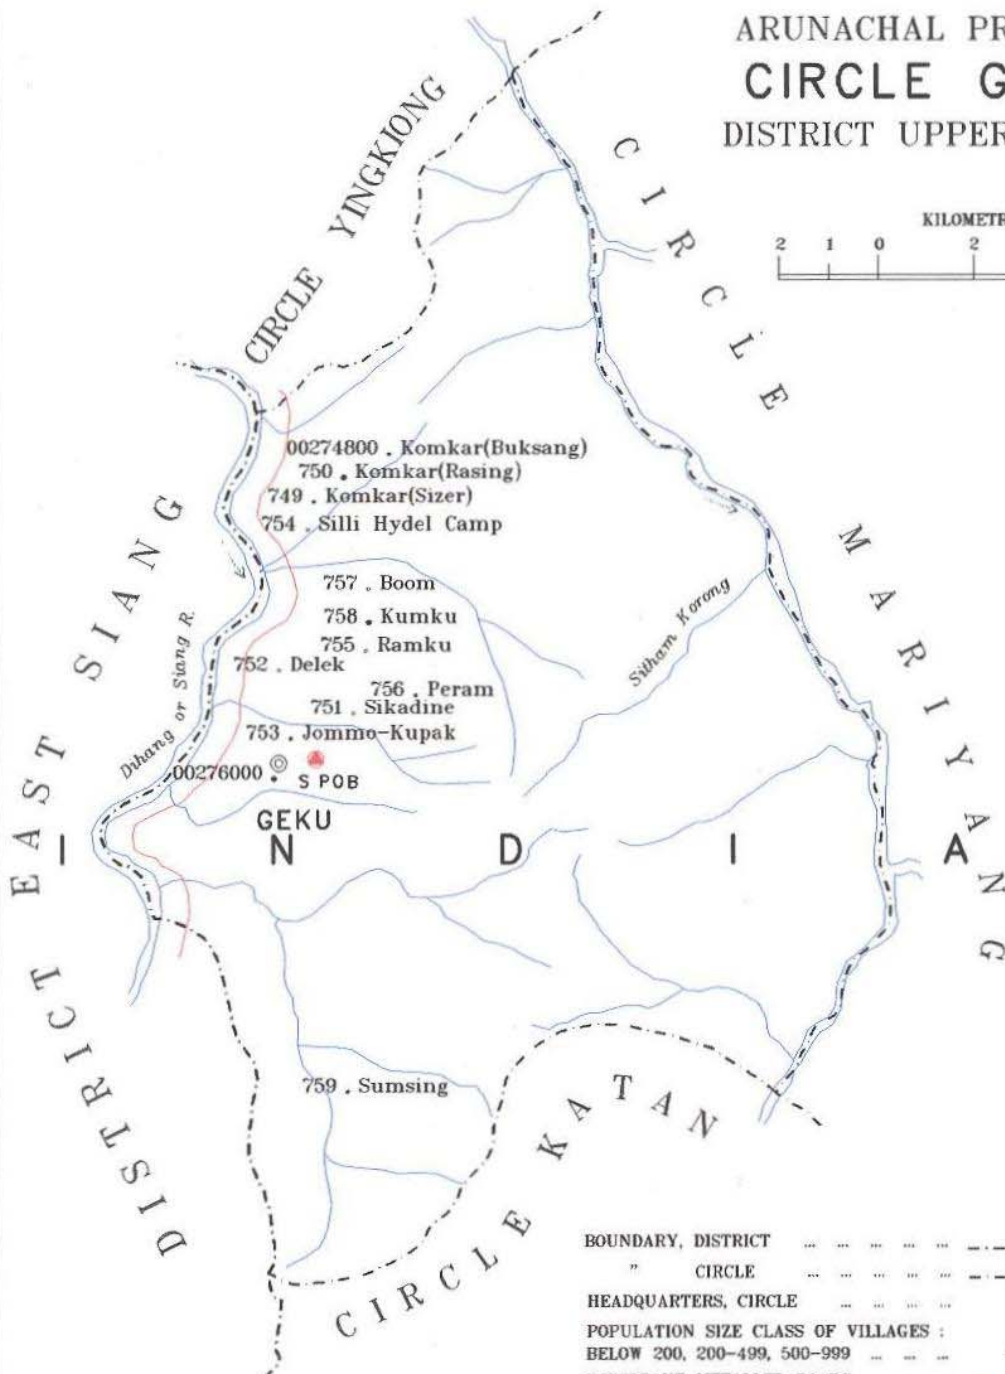 ARUNACHAL PR
CIRCLE G
DISTRICT UPPER
KILOMETR
2 1 0 2
CIRCLE YINGKIONG
CIRCLE MARIYANG
DISTRICT EAST SIANG
00274800 . Komkar(Buksang)
750 . Komkar(Rasing)
749 . Komkar(Sizer)
754 . Silli Hydel Camp
757 . Boom
758 . Kumku
755 . Ramku
752 . Delek
756 . Peram
751 . Sikadine
753 . Jommo-Kupak
00276000 .
S POB
GEKU
Dihang or Siang R.
Sitham Korong
I N D I A
759 . Sumsing
CIRCLE KATAN
BOUNDARY, DISTRICT ... ... ... ... ...
" CIRCLE ... ... ... ... ...
HEADQUARTERS, CIRCLE ... ... ... ...
POPULATION SIZE CLASS OF VILLAGES :
BELOW 200, 200-499, 500-999 ... ... ...